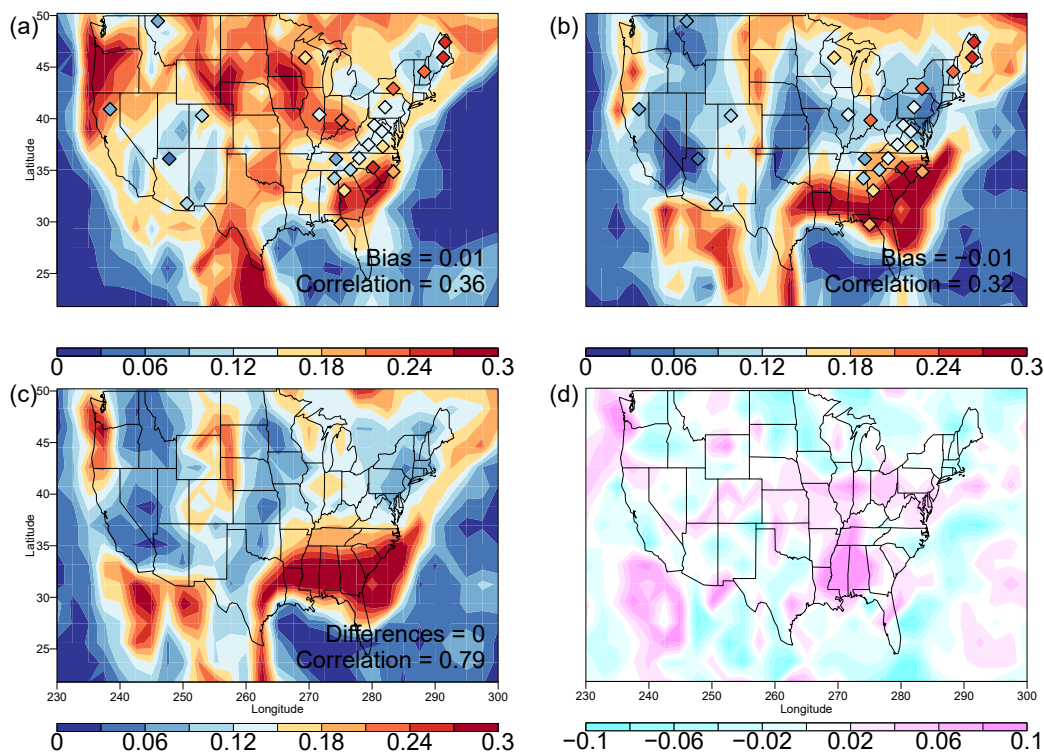 (a)
(b)
50
45
40
35
30
25
Latitude
Bias = 0.01
Correlation = 0.36
Bias = −0.01
Correlation = 0.32
0 0.06 0.12 0.18 0.24 0.3
0 0.06 0.12 0.18 0.24 0.3
(c)
(d)
50
45
40
35
30
25
Latitude
Differences = 0
Correlation = 0.79
230 240 250 260 270 280 290 300
Longitude
230 240 250 260 270 280 290 300
Longitude
0 0.06 0.12 0.18 0.24 0.3
−0.1 −0.06 −0.02 0.02 0.06 0.1